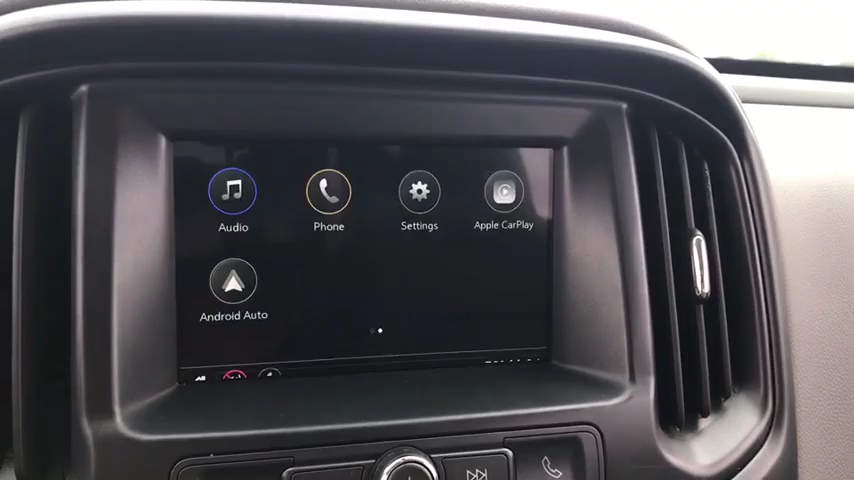 Audio
Phone
Settings
Apple CarPlay
Android Auto